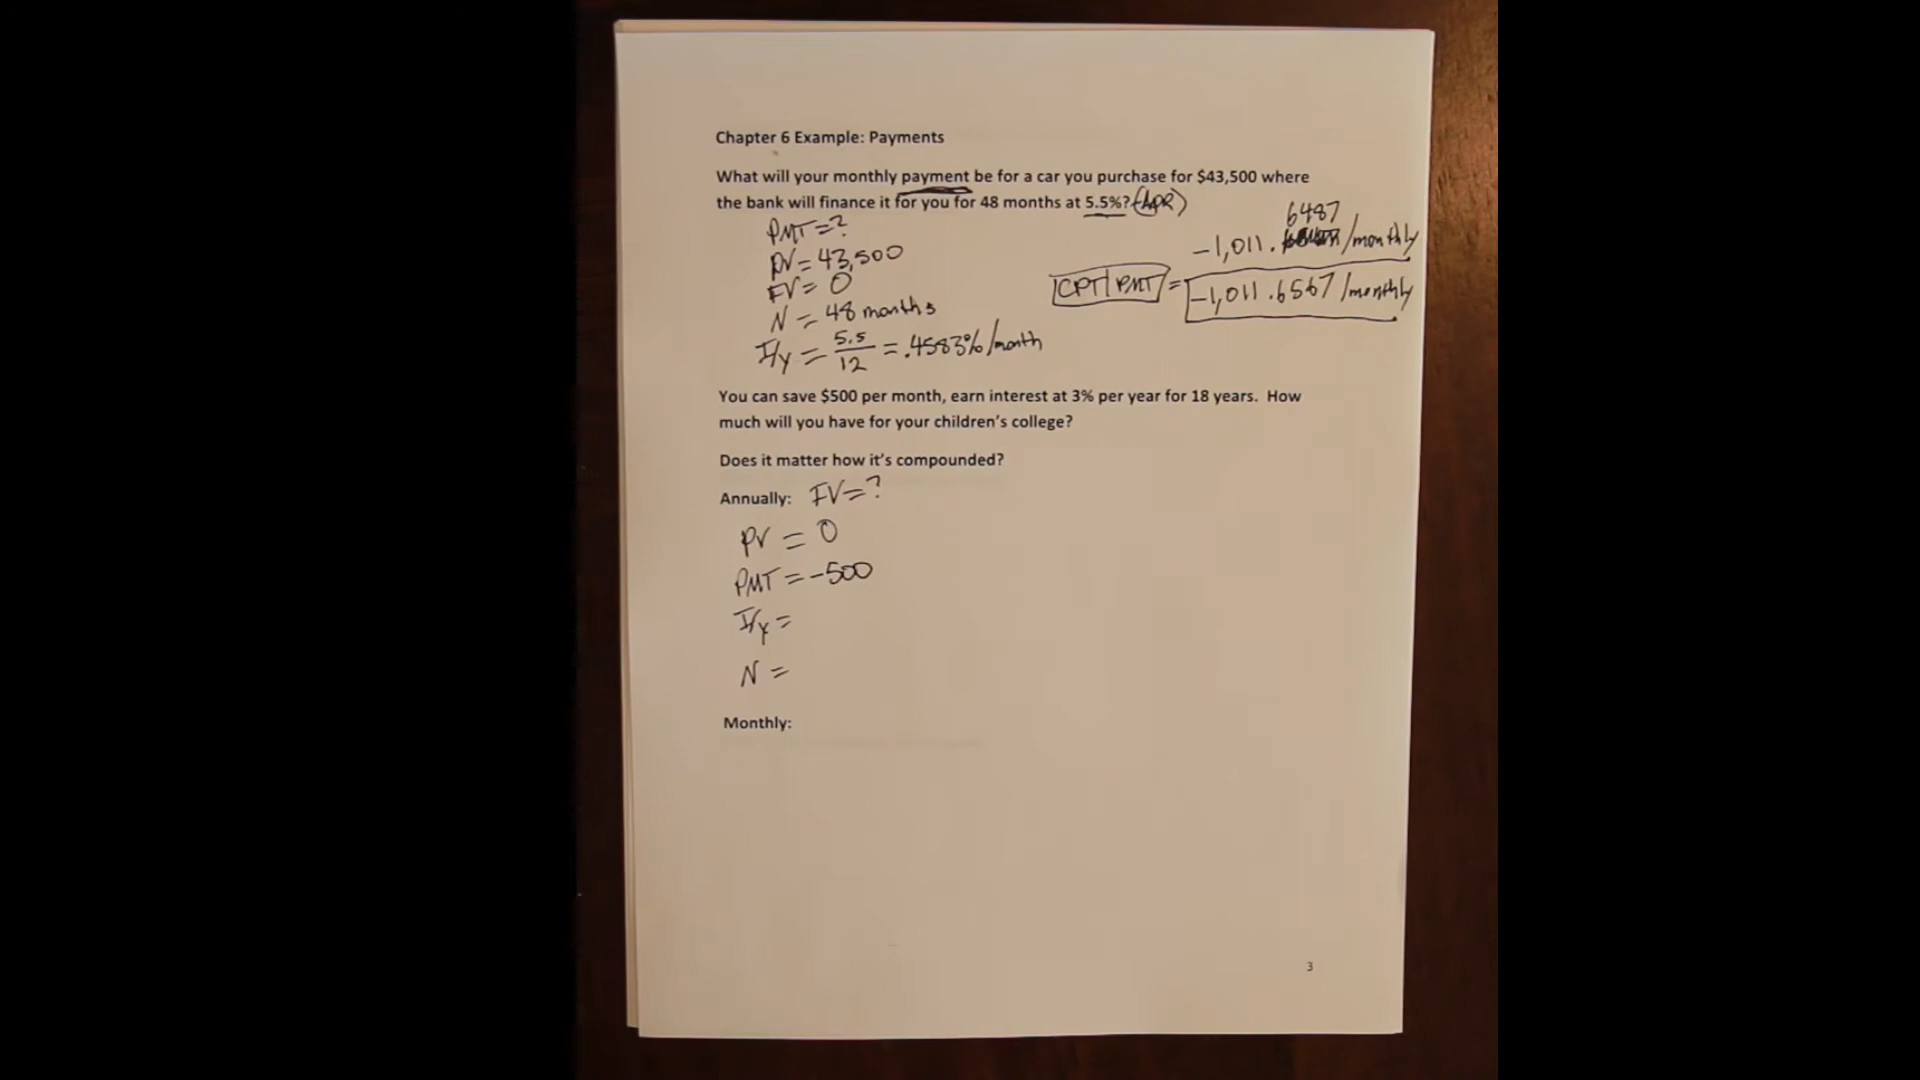 Chapter 6 Example: Payments
What will your monthly payment be for a car you purchase for $43,500 where
the bank will finance it for you for 48 months at 5.5%? (APR)
PMT = ?
PV = 43,500
FV = 0
N = 48 months
I/Y = 5.5/12 = .4583%/month
6487
-1,011. /monthly
CPT PMT = -1,011.6567/monthly
You can save $500 per month, earn interest at 3% per year for 18 years. How
much will you have for your children's college?
Does it matter how it's compounded?
Annually: FV = ?
PV = 0
PMT = -500
I/Y =
N =
Monthly:
3